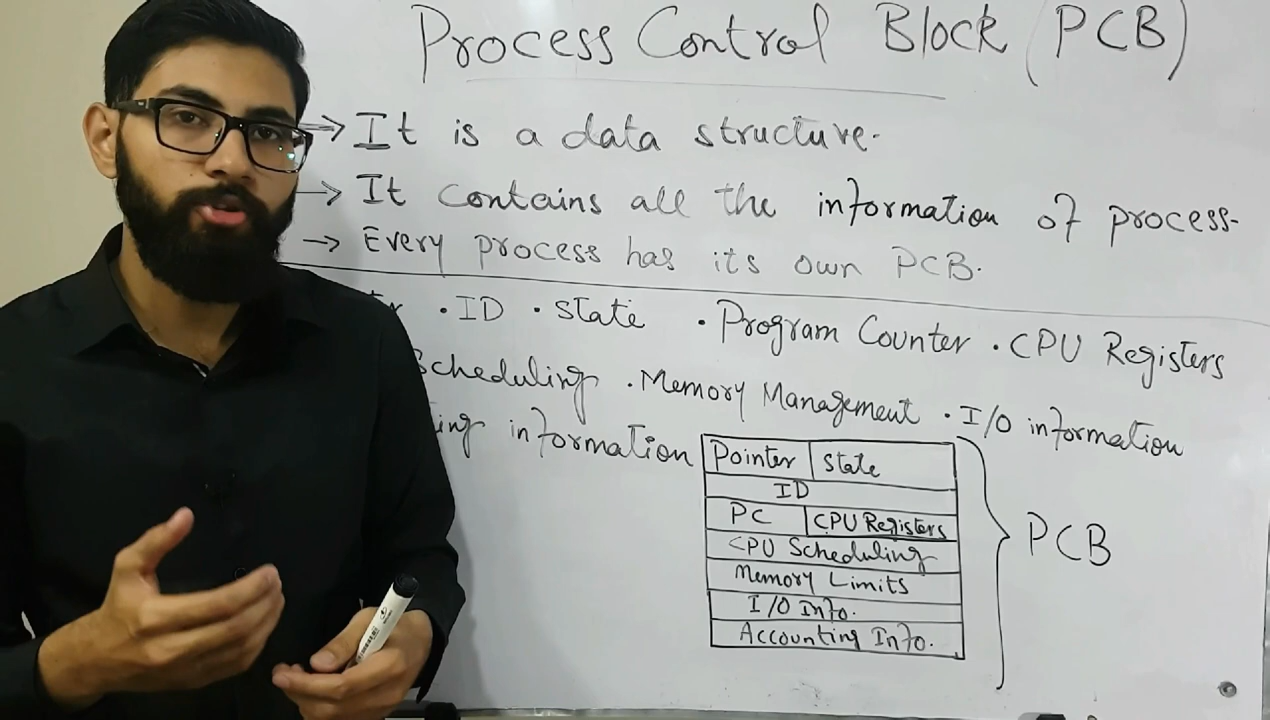 Process Control Block (PCB)
→ It is a data structure.
→ It contains all the information of process-
→ Every process has its own PCB.
· ID · State · Program Counter · CPU Registers
Scheduling · Memory Management · I/O information
information
Pointer State
ID
PC CPU Registers
CPU Scheduling
Memory Limits
I/O Info.
Accounting Info.
PCB